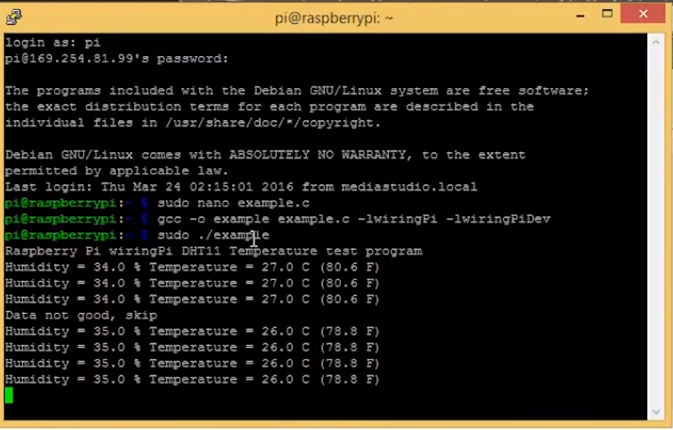 pi@raspberrypi: ~
login as: pi
pi@169.254.81.99's password:
The programs included with the Debian GNU/Linux system are free software;
the exact distribution terms for each program are described in the
individual files in /usr/share/doc/*/copyright.
Debian GNU/Linux comes with ABSOLUTELY NO WARRANTY, to the extent
permitted by applicable law.
Last login: Thu Mar 24 02:15:01 2016 from mediastudio.local
pi@raspberrypi:~ $ sudo nano example.c
pi@raspberrypi:~ $ gcc -o example example.c -lwiringPi -lwiringPiDev
pi@raspberrypi:~ $ sudo ./example
Raspberry Pi wiringPi DHT11 Temperature test program
Humidity = 34.0 % Temperature = 27.0 C (80.6 F)
Humidity = 34.0 % Temperature = 27.0 C (80.6 F)
Humidity = 34.0 % Temperature = 27.0 C (80.6 F)
Data not good, skip
Humidity = 35.0 % Temperature = 26.0 C (78.8 F)
Humidity = 35.0 % Temperature = 26.0 C (78.8 F)
Humidity = 35.0 % Temperature = 26.0 C (78.8 F)
Humidity = 35.0 % Temperature = 26.0 C (78.8 F)